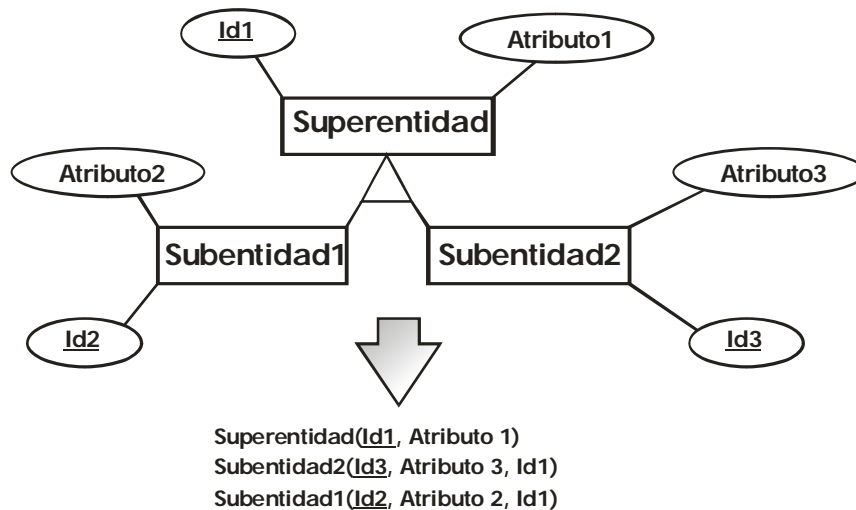 Id1
Atributo1
Superentidad
Atributo2
Atributo3
Subentidad1
Subentidad2
Id2
Id3
Superentidad(Id1, Atributo 1)
Subentidad2(Id3, Atributo 3, Id1)
Subentidad1(Id2, Atributo 2, Id1)